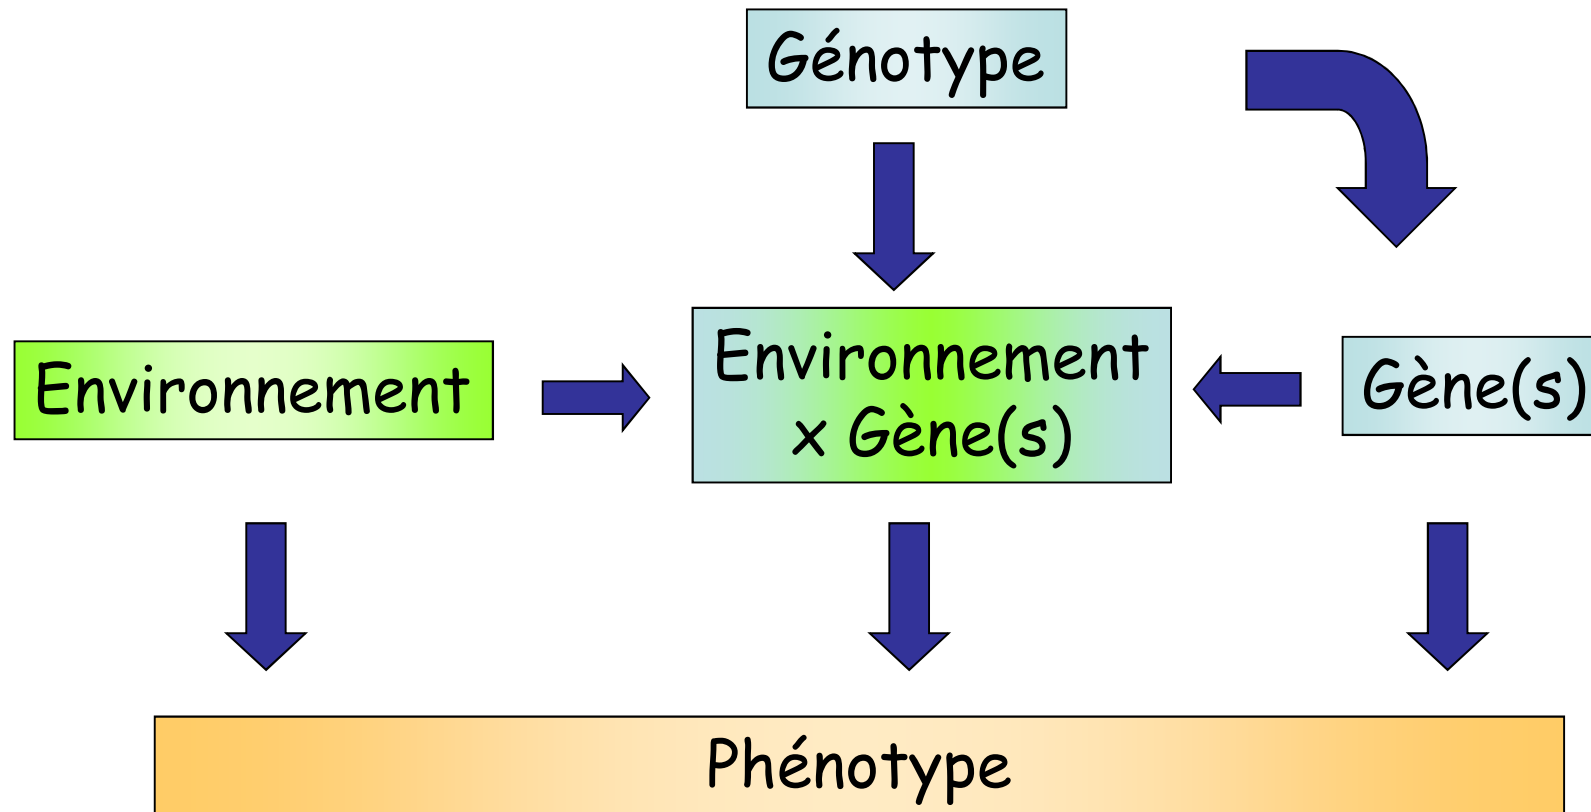 Génotype
Environnement
Environnement
x Gène(s)
Gène(s)
Phénotype